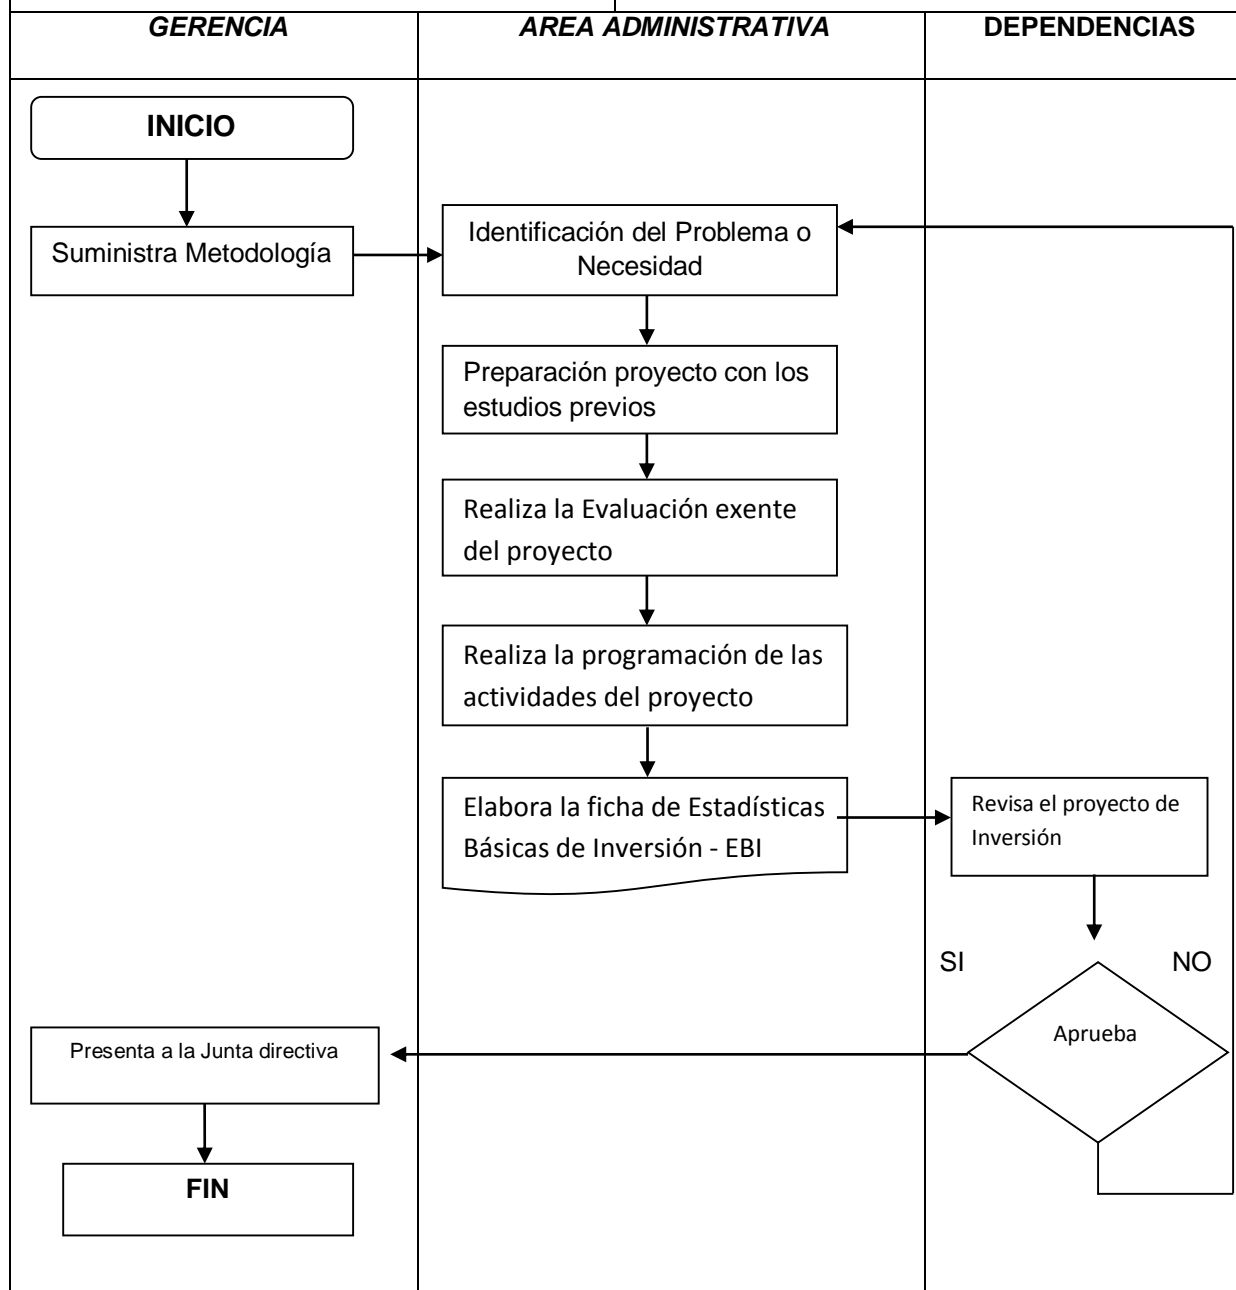 GERENCIA
AREA ADMINISTRATIVA
DEPENDENCIAS
INICIO
Suministra Metodología
Identificación del Problema o
Necesidad
Preparación proyecto con los
estudios previos
Realiza la Evaluación exente
del proyecto
Realiza la programación de las
actividades del proyecto
Elabora la ficha de Estadísticas
Básicas de Inversión - EBI
Revisa el proyecto de
Inversión
SI
NO
Aprueba
Presenta a la Junta directiva
FIN